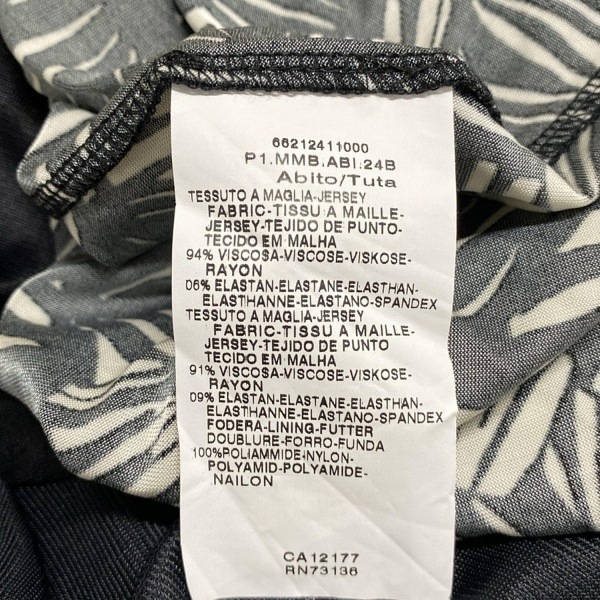 66212411000
P1.MMB.ABI.24B
Abito/Tuta
TESSUTO A MAGLIA-JERSEY
FABRIC-TISSU A MAILLE-
JERSEY-TEJIDO DE PUNTO-
TECIDO EM MALHA
94% VISCOSA-VISCOSE-VISKOSE-
RAYON
06% ELASTAN-ELASTANE-ELASTHAN-
ELASTHANNE-ELASTANO-SPANDEX
TESSUTO A MAGLIA-JERSEY
FABRIC-TISSU A MAILLE-
JERSEY-TEJIDO DE PUNTO
TECIDO EM MALHA
91% VISCOSA-VISCOSE-VISKOSE-
RAYON
09% ELASTAN-ELASTANE-ELASTHAN-
ELASTHANNE-ELASTANO-SPANDEX
FODERA-LINING-FUTTER
DOUBLURE-FORRO-FUNDA
100%POLIAMMIDE-NYLON-
POLYAMID-POLYAMIDE-
NAILON
CA12177
RN73136